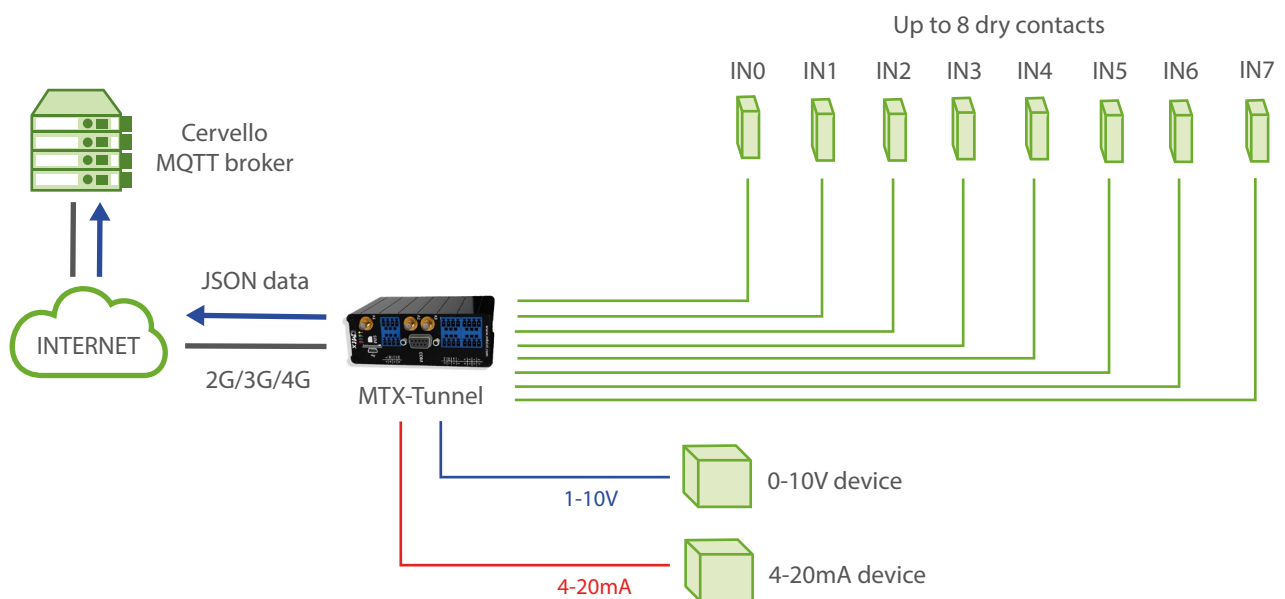 Up to 8 dry contacts
IN0 IN1 IN2 IN3 IN4 IN5 IN6 IN7
Cervello
MQTT broker
JSON data
INTERNET
2G/3G/4G
MTX-Tunnel
1-10V
0-10V device
4-20mA
4-20mA device